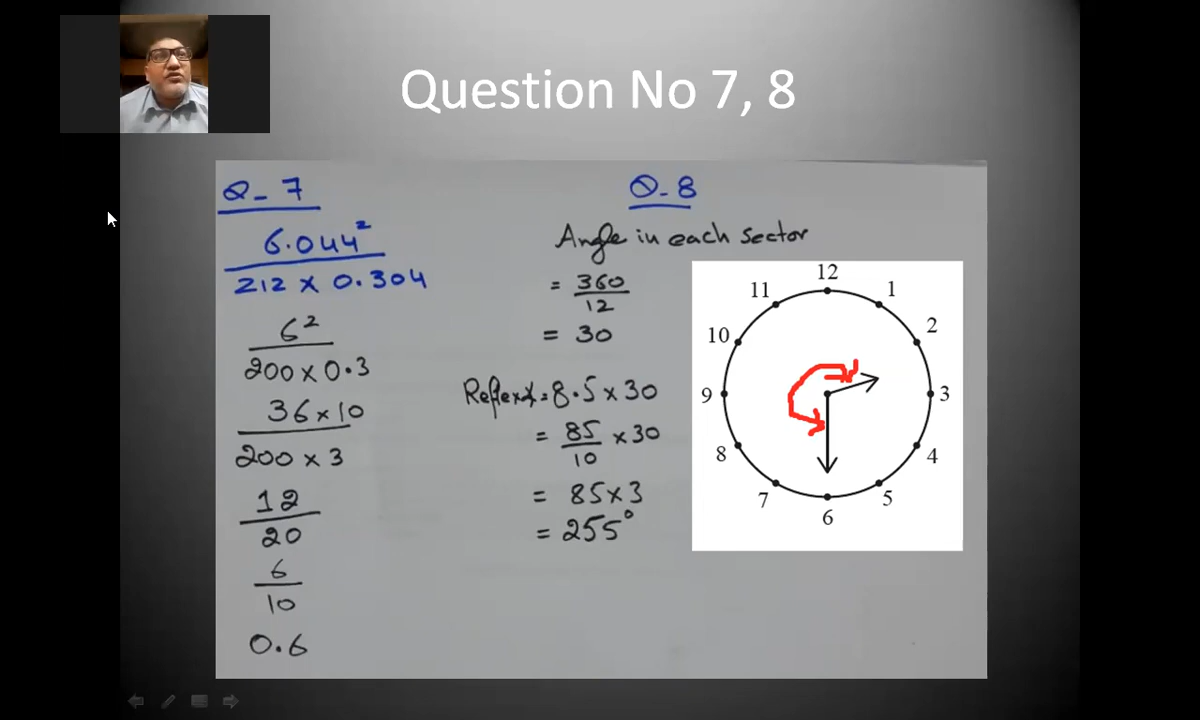 Question No 7, 8
Q-7
6.044²
212 × 0.304
6²
200 × 0.3
36 × 10
200 × 3
12
20
6
10
0.6
Q-8
Angle in each sector
= 360
12
= 30
Reflex ∠ = 8.5 × 30
= 85 × 30
10
= 85 × 3
= 255°
12
1
2
3
4
5
6
7
8
9
10
11